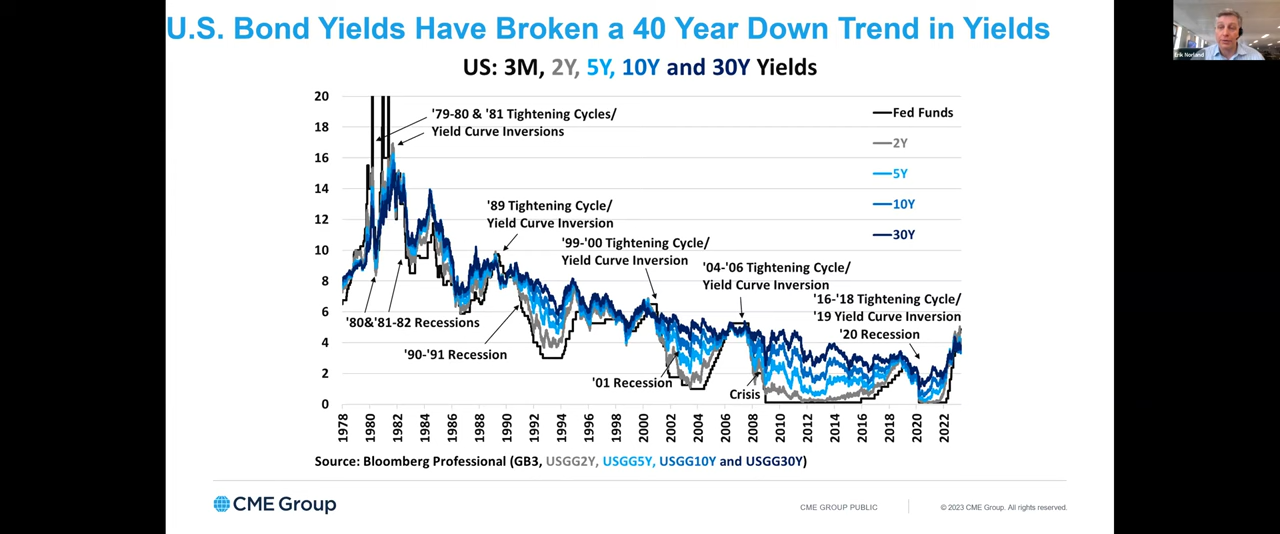 U.S. Bond Yields Have Broken a 40 Year Down Trend in Yields
Erik Norland
US: 3M, 2Y, 5Y, 10Y and 30Y Yields
20
18
16
14
12
10
8
6
4
2
0
'79-80 & '81 Tightening Cycles/
Yield Curve Inversions
'89 Tightening Cycle/
Yield Curve Inversion
'99-'00 Tightening Cycle/
Yield Curve Inversion
'04-'06 Tightening Cycle/
Yield Curve Inversion
'16-'18 Tightening Cycle/
'19 Yield Curve Inversion
'20 Recession
'80&'81-82 Recessions
'90-'91 Recession
'01 Recession
Crisis
Fed Funds
2Y
5Y
10Y
30Y
1978
1980
1982
1984
1986
1988
1990
1992
1994
1996
1998
2000
2002
2004
2006
2008
2010
2012
2014
2016
2018
2020
2022
Source: Bloomberg Professional (GB3, USGG2Y, USGG5Y, USGG10Y and USGG30Y)
CME Group
CME GROUP PUBLIC
© 2023 CME Group. All rights reserved.